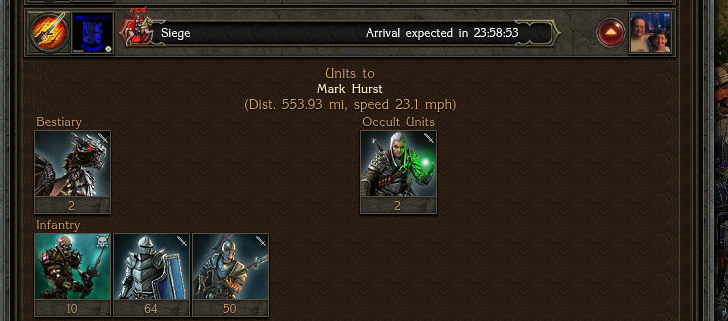 Siege Arrival expected in 23:58:53
Units to
Mark Hurst
(Dist. 553.93 mi, speed 23.1 mph)
Bestiary Occult Units
2 2
Infantry
10 64 50